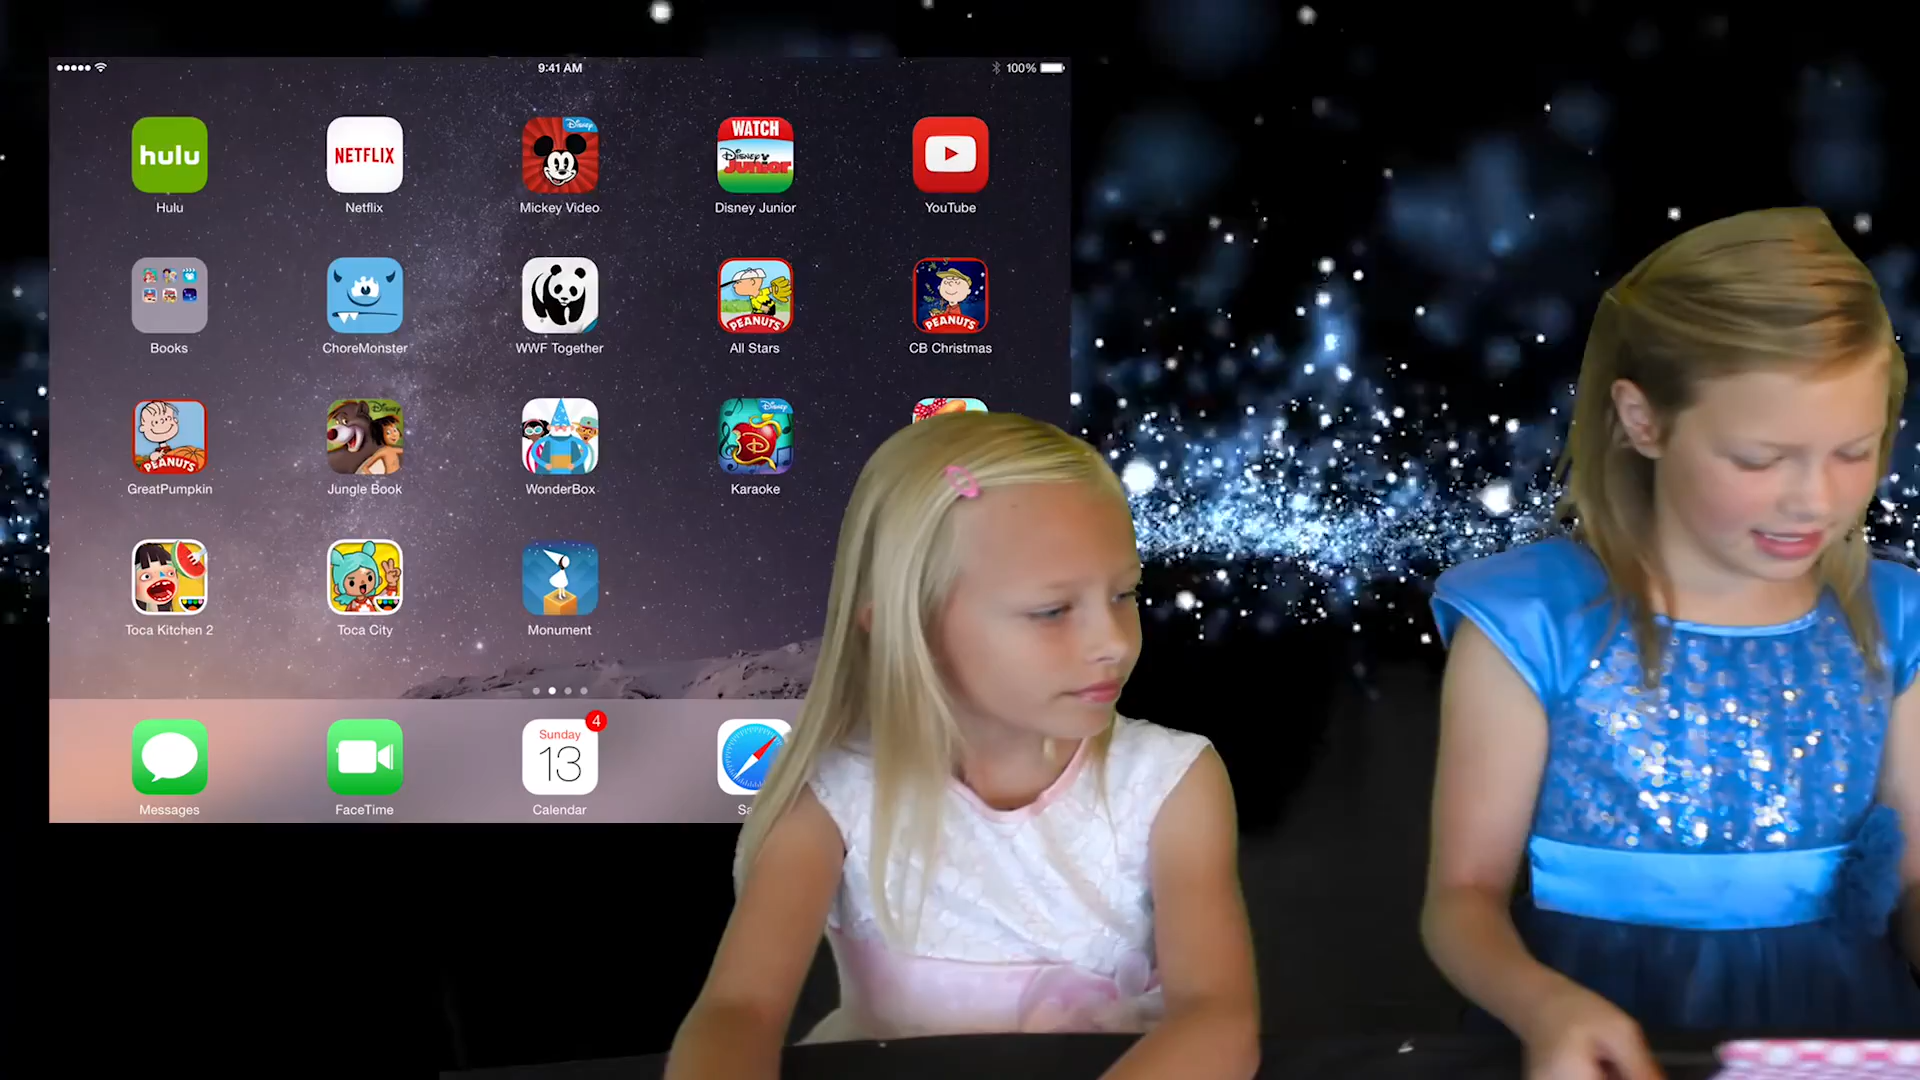 9:41 AM
100%
hulu
NETFLIX
Disney
WATCH
Disney
Junior
Hulu
Netflix
Mickey Video
Disney Junior
YouTube
PEANUTS
PEANUTS
Books
ChoreMonster
WWF Together
All Stars
CB Christmas
Disney
Disney
D
PEANUTS
GreatPumpkin
Jungle Book
WonderBox
Karaoke
Toca Kitchen 2
Toca City
Monument
4
Sunday
13
Messages
FaceTime
Calendar
Sa